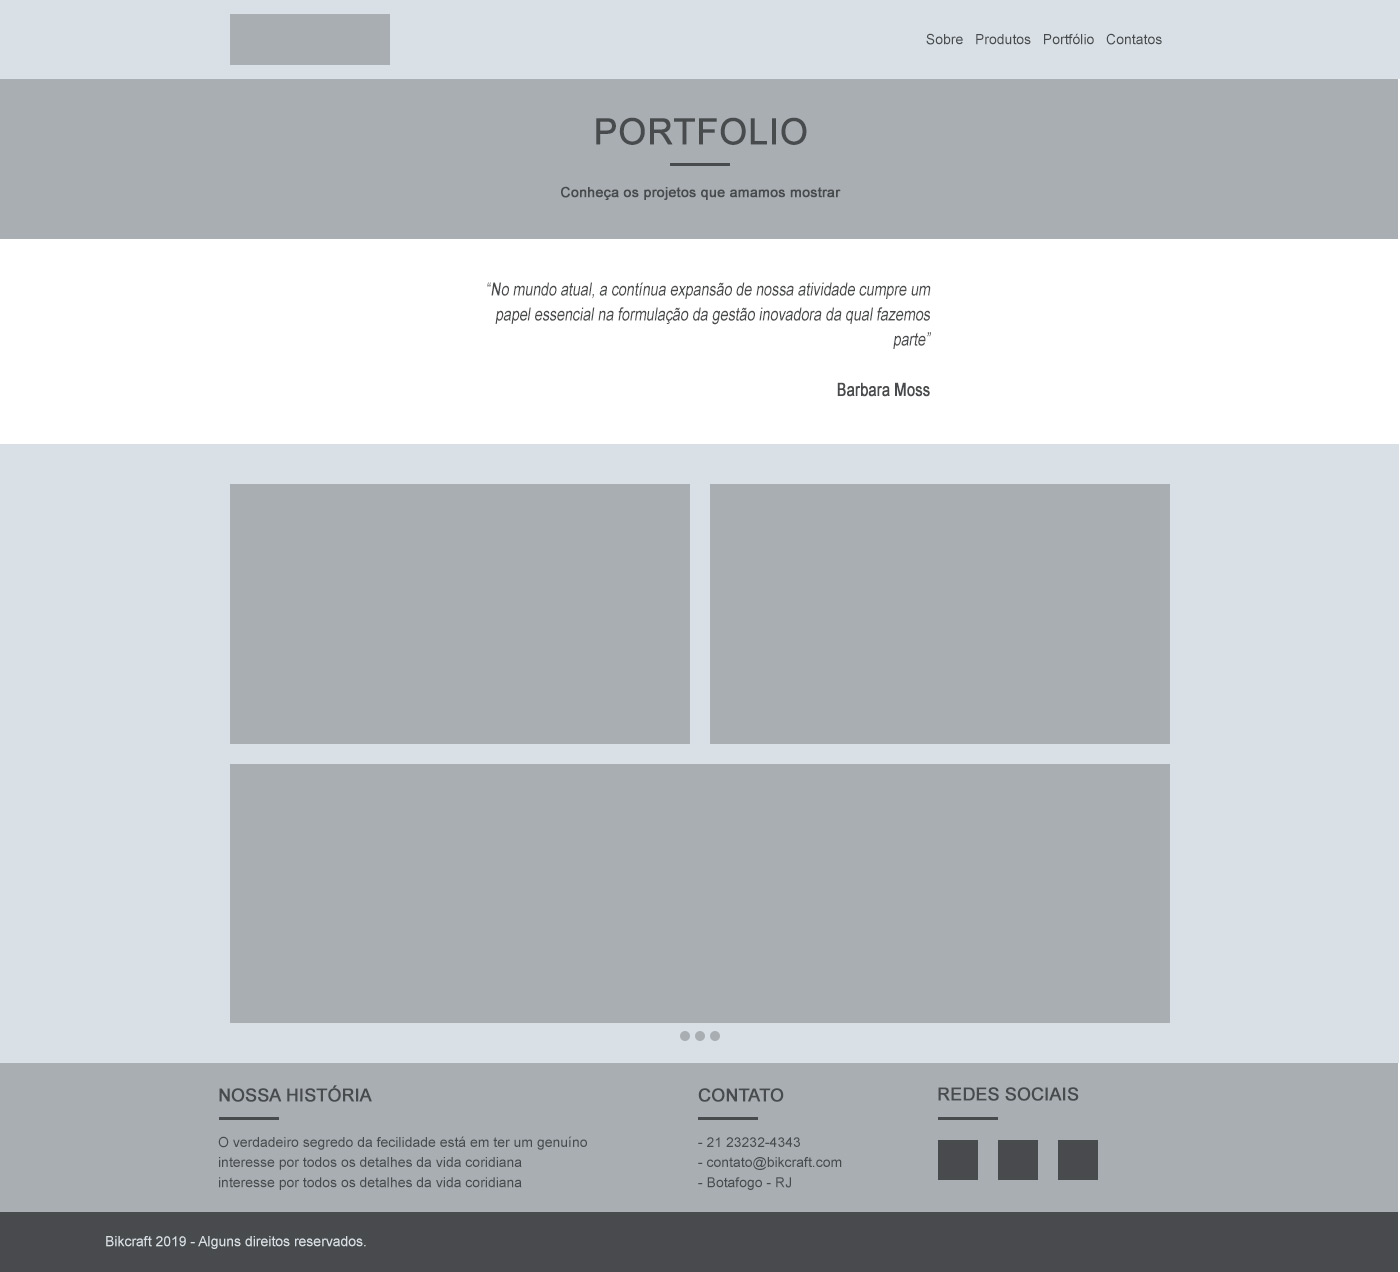 Sobre Produtos Portfólio Contatos
PORTFOLIO
Conheça os projetos que amamos mostrar
“No mundo atual, a contínua expansão de nossa atividade cumpre um
papel essencial na formulação da gestão inovadora da qual fazemos
parte”
Barbara Moss
NOSSA HISTÓRIA
O verdadeiro segredo da fecilidade está em ter um genuíno
interesse por todos os detalhes da vida coridiana
interesse por todos os detalhes da vida coridiana
CONTATO
- 21 23232-4343
- contato@bikcraft.com
- Botafogo - RJ
REDES SOCIAIS
Bikcraft 2019 - Alguns direitos reservados.